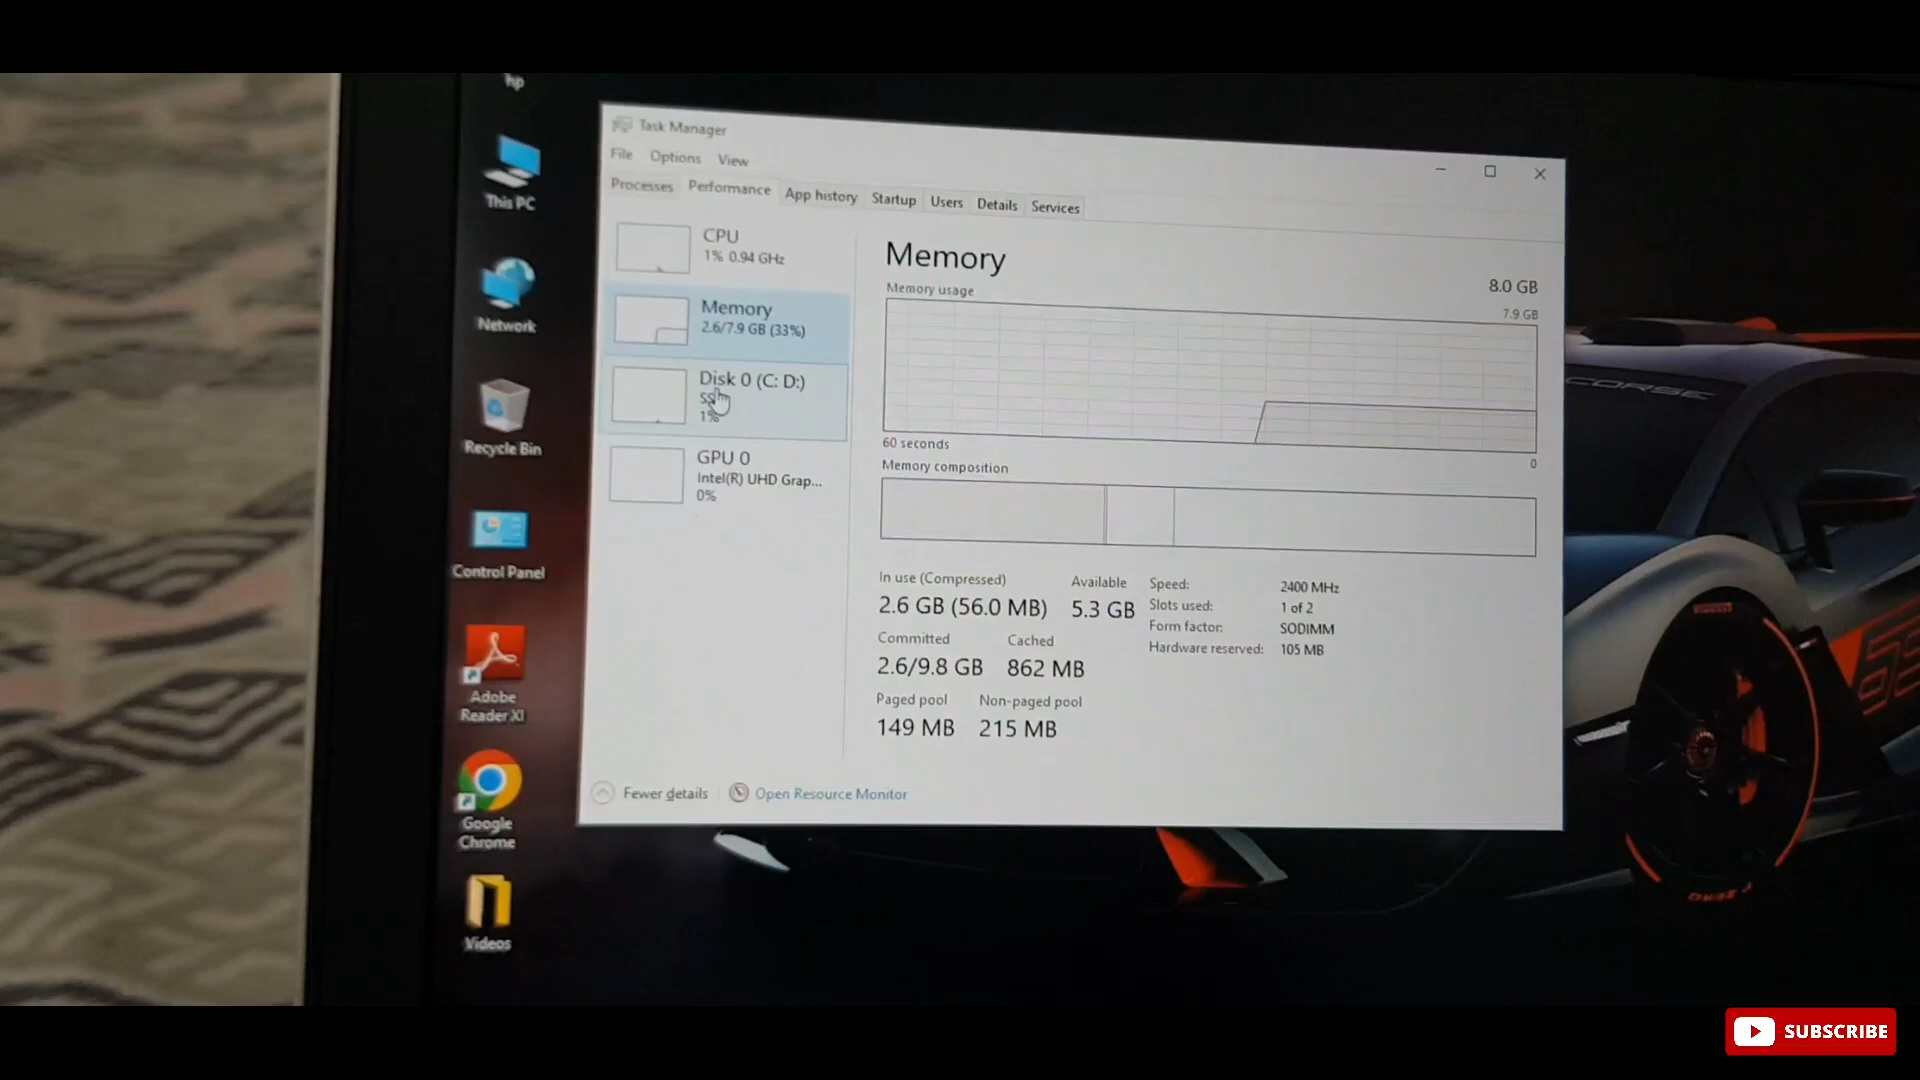 hp
This PC
Network
Recycle Bin
Control Panel
Adobe
Reader XI
Google
Chrome
Videos
Task Manager
File Options View
Processes Performance App history Startup Users Details Services
CPU
1% 0.94 GHz
Memory
2.6/7.9 GB (33%)
Disk 0 (C: D:)
1%
GPU 0
Intel(R) UHD Grap...
0%
Memory
8.0 GB
Memory usage
7.9 GB
60 seconds
0
Memory composition
In use (Compressed)
2.6 GB (56.0 MB)
Available
5.3 GB
Committed
2.6/9.8 GB
Cached
862 MB
Paged pool
149 MB
Non-paged pool
215 MB
Speed: 2400 MHz
Slots used: 1 of 2
Form factor: SODIMM
Hardware reserved: 105 MB
Fewer details
Open Resource Monitor
CORSE
63
P ZERO
SUBSCRIBE